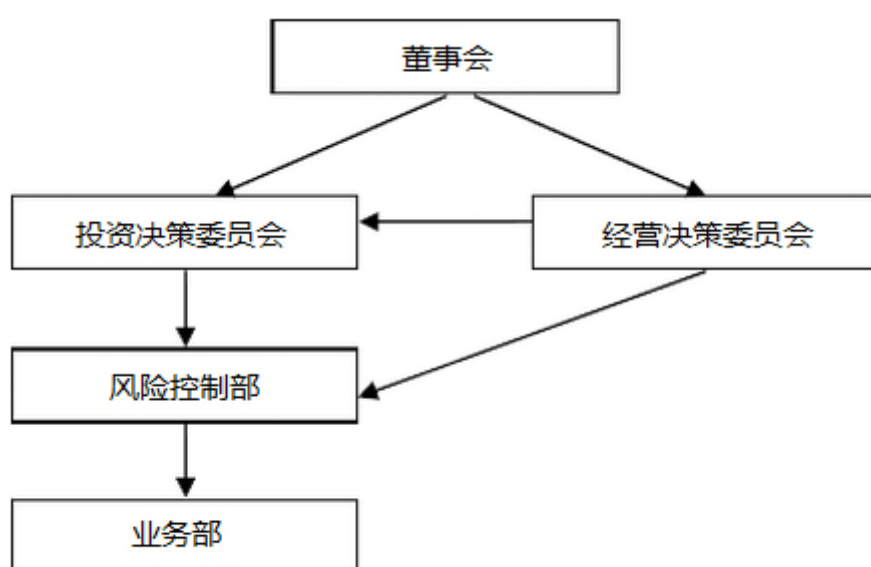 董事会
投资决策委员会
经营决策委员会
风险控制部
业务部